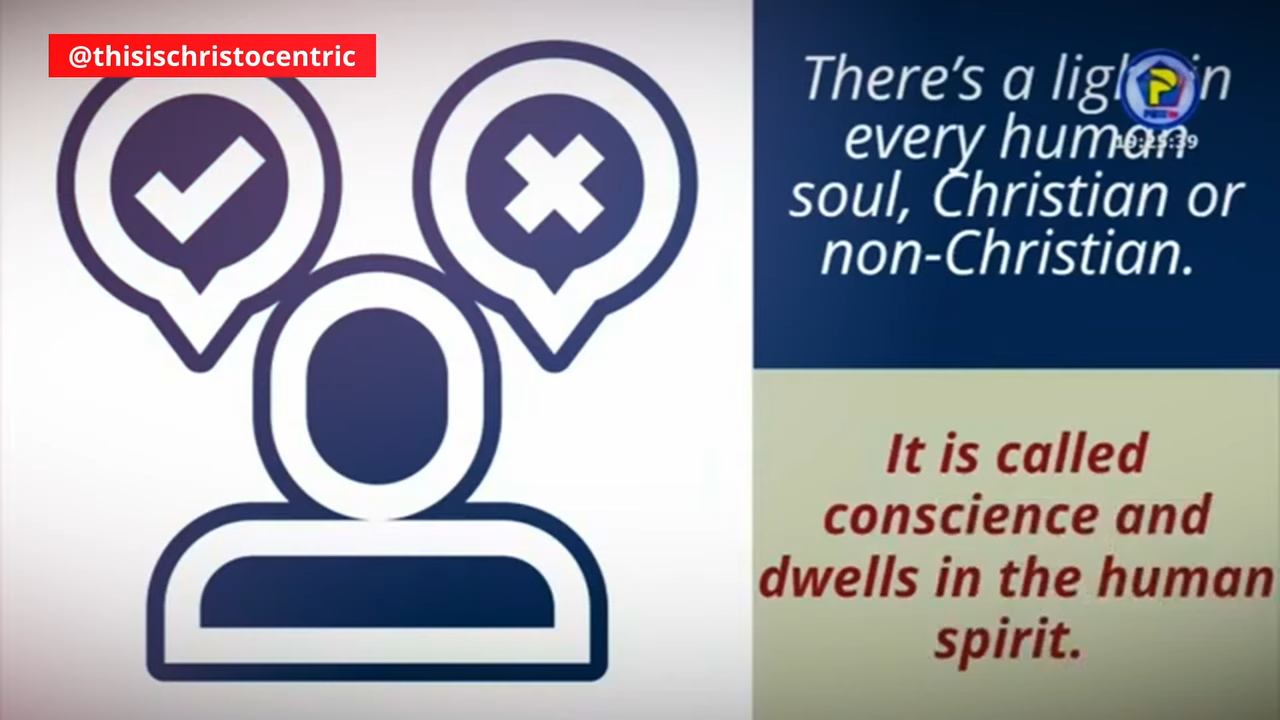 @thisischristocentric
There's a light in
every human
soul, Christian or
non-Christian.
It is called
conscience and
dwells in the human
spirit.